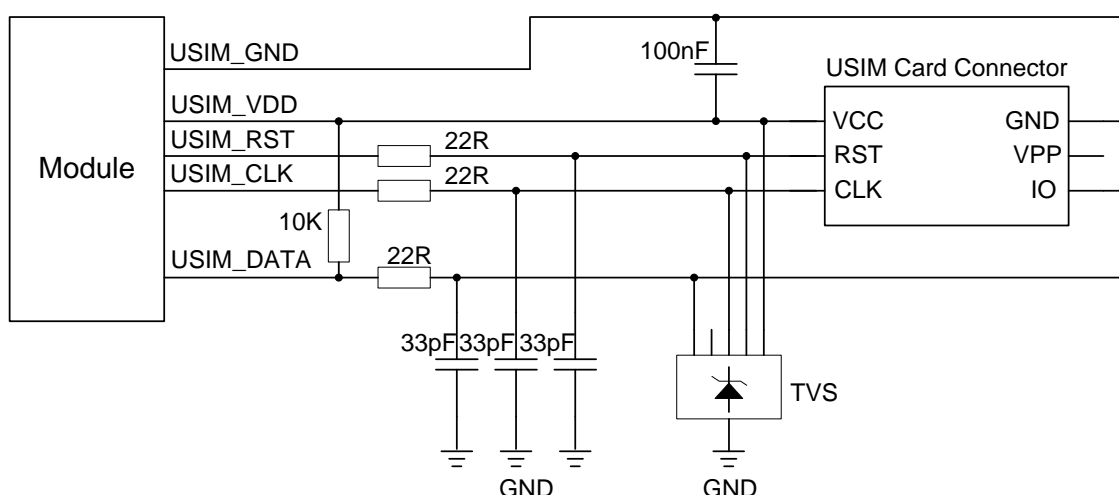 USIM_GND
100nF
USIM Card Connector
USIM_VDD
VCC
GND
USIM_RST
22R
RST
VPP
Module
USIM_CLK
22R
CLK
IO
10K
USIM_DATA
22R
33pF
33pF
33pF
TVS
GND
GND